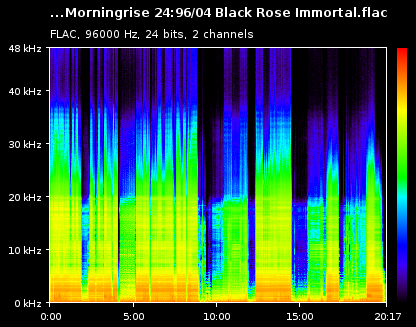 ...Morningrise 24:96/04 Black Rose Immortal.flac
FLAC, 96000 Hz, 24 bits, 2 channels
48 kHz
40 kHz
30 kHz
20 kHz
10 kHz
0 kHz
0:00 5:00 10:00 15:00 20:17